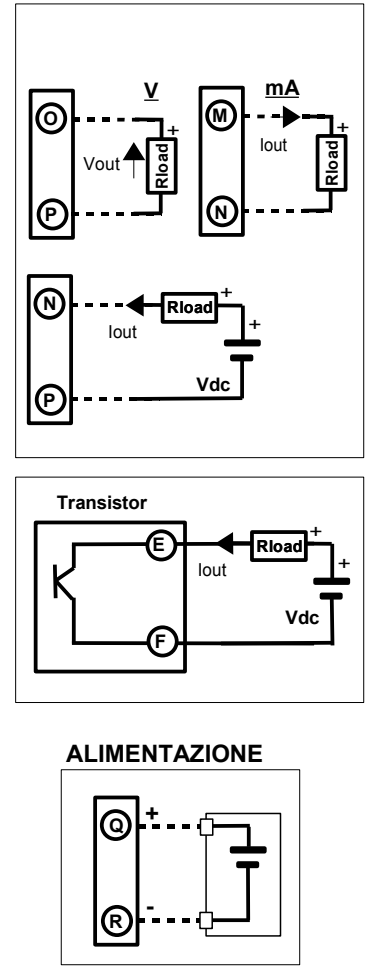 V
mA
O
+
Vout
Rload
P
M
Iout
+
Rload
N
N
Iout
Rload
+
+
Vdc
P
Transistor
E
Iout
Rload
+
+
Vdc
F
ALIMENTAZIONE
Q
+
R
-